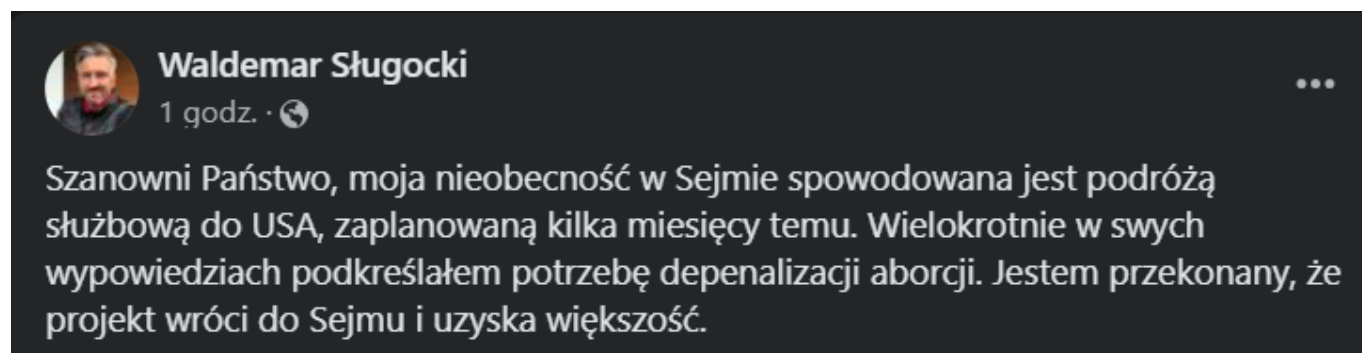 Waldemar Sługocki
1 godz. ·
Szanowni Państwo, moja nieobecność w Sejmie spowodowana jest podróżą
służbową do USA, zaplanowaną kilka miesięcy temu. Wielokrotnie w swych
wypowiedziach podkreślałem potrzebę depenalizacji aborcji. Jestem przekonany, że
projekt wróci do Sejmu i uzyska większość.